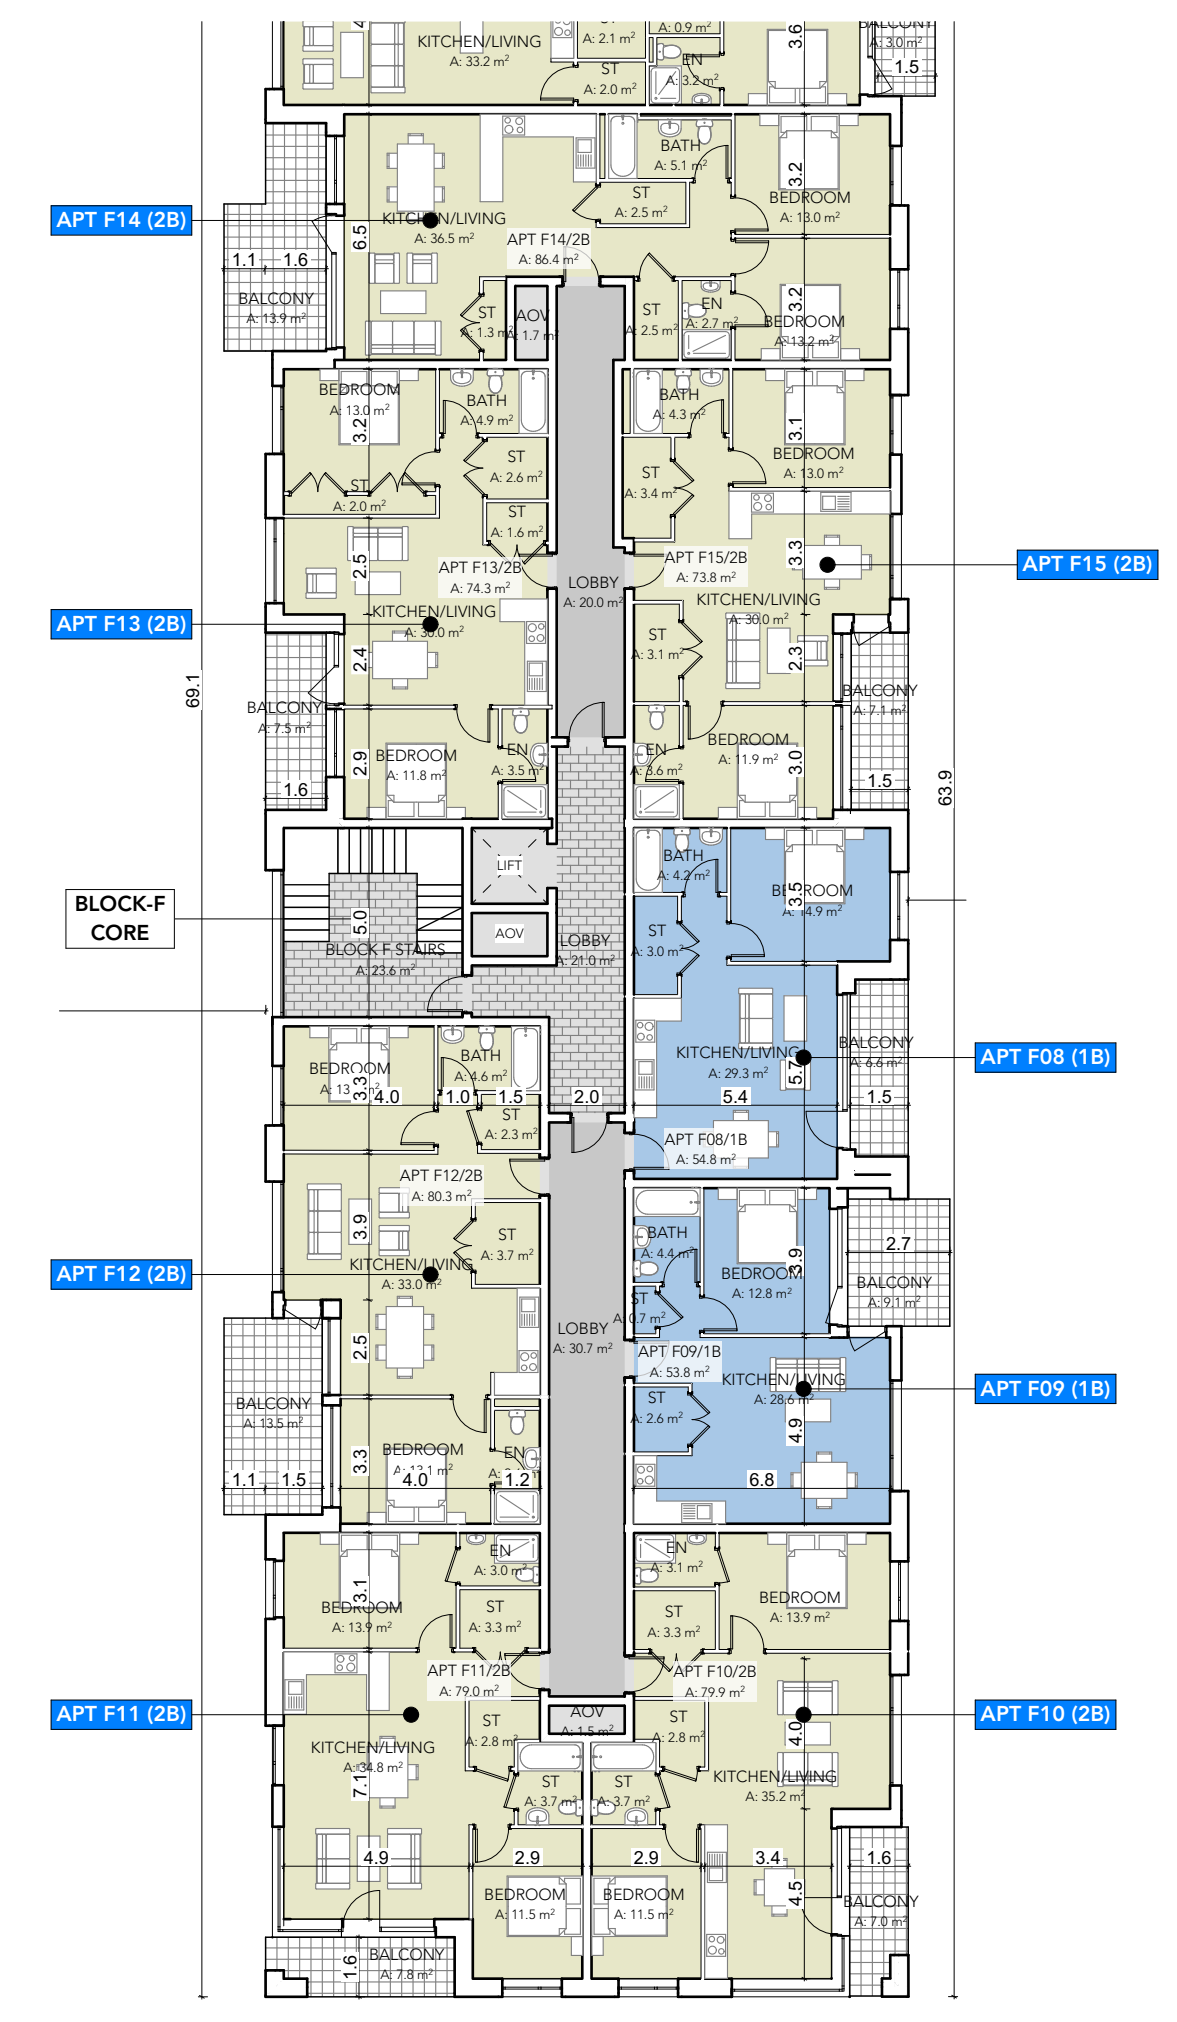 KITCHEN/LIVING
A: 33.2 m²
A: 2.1 m²
ST
A: 2.0 m²
A: 0.9 m²
EN
A: 3.2 m²
3.6
BALCONY
A: 3.0 m²
1.5
APT F14 (2B)
KITCHEN/LIVING
A: 36.5 m²
6.5
1.1
1.6
BALCONY
A: 13.9 m²
BATH
A: 5.1 m²
ST
A: 2.5 m²
APT F14/2B
A: 86.4 m²
3.2
BEDROOM
A: 13.0 m²
ST
A: 1.3 m²
AOV
A: 1.7 m²
ST
A: 2.5 m²
EN
A: 2.7 m²
3.2
BEDROOM
A: 13.2 m²
BEDROOM
A: 13.0 m²
3.2
BATH
A: 4.9 m²
ST
A: 2.6 m²
ST
A: 2.0 m²
ST
A: 1.6 m²
BATH
A: 4.3 m²
ST
A: 3.4 m²
3.1
BEDROOM
A: 13.0 m²
2.5
APT F13/2B
A: 74.3 m²
LOBBY
A: 20.0 m²
APT F15/2B
A: 73.8 m²
3.3
APT F15 (2B)
APT F13 (2B)
KITCHEN/LIVING
A: 30.0 m²
2.4
KITCHEN/LIVING
A: 30.0 m²
ST
A: 3.1 m²
2.3
69.1
BALCONY
A: 7.5 m²
1.6
BALCONY
A: 7.1 m²
1.5
63.9
2.9
BEDROOM
A: 11.8 m²
EN
A: 3.5 m²
EN
A: 3.6 m²
BEDROOM
A: 11.9 m²
3.0
LIFT
AOV
BLOCK-F
CORE
5.0
BLOCK F STAIRS
A: 23.6 m²
LOBBY
A: 21.0 m²
BATH
A: 4.2 m²
3.5
BEDROOM
A: 14.9 m²
ST
A: 3.0 m²
KITCHEN/LIVING
A: 29.3 m²
5.7
BALCONY
A: 6.6 m²
APT F08 (1B)
BEDROOM
3.3
BATH
A: 4.6 m²
4.0
1.0
1.5
2.0
5.4
1.5
ST
A: 2.3 m²
APT F08/1B
A: 54.8 m²
APT F12/2B
A: 80.3 m²
3.9
ST
A: 3.7 m²
APT F12 (2B)
KITCHEN/LIVING
A: 33.0 m²
BATH
A: 4.4 m²
3.9
BEDROOM
A: 12.8 m²
2.7
BALCONY
A: 9.1 m²
ST
A: 0.7 m²
2.5
LOBBY
A: 30.7 m²
APT F09/1B
A: 53.8 m²
KITCHEN/LIVING
A: 28.6 m²
APT F09 (1B)
BALCONY
A: 13.5 m²
1.1
1.5
ST
A: 2.6 m²
4.9
6.8
3.3
BEDROOM
4.0
EN
1.2
3.1
BEDROOM
A: 13.9 m²
EN
A: 3.0 m²
ST
A: 3.3 m²
EN
A: 3.1 m²
ST
A: 3.3 m²
BEDROOM
A: 13.9 m²
APT F11/2B
A: 79.0 m²
APT F10/2B
A: 79.9 m²
APT F11 (2B)
APT F10 (2B)
AOV
A: 1.5 m²
ST
A: 2.8 m²
ST
A: 2.8 m²
4.0
KITCHEN/LIVING
A: 34.8 m²
7.1
ST
A: 3.7 m²
ST
A: 3.7 m²
KITCHEN/LIVING
A: 35.2 m²
4.9
2.9
2.9
3.4
1.6
BEDROOM
A: 11.5 m²
BEDROOM
A: 11.5 m²
4.5
BALCONY
A: 7.0 m²
1.6
BALCONY
A: 7.8 m²